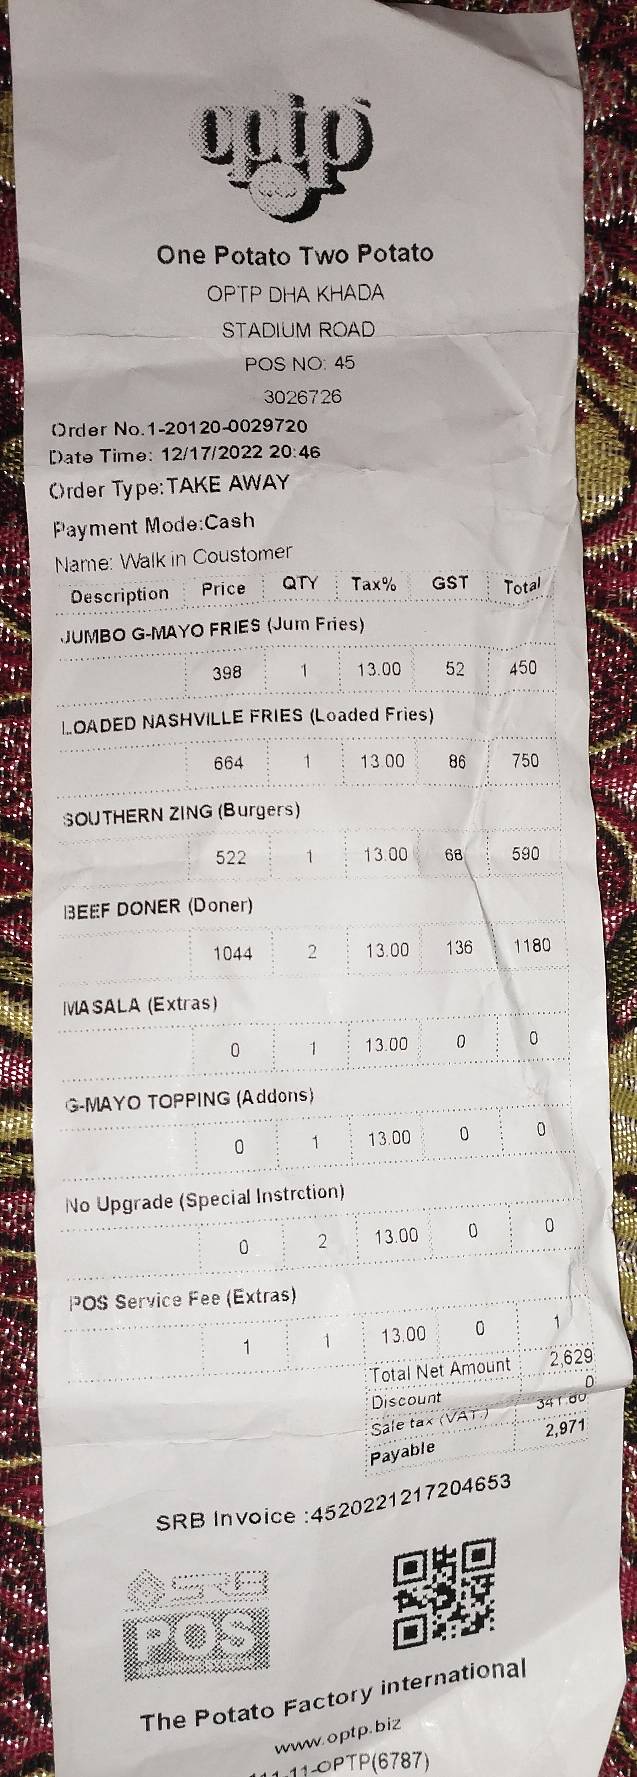 optp
One Potato Two Potato
OPTP DHA KHADA
STADIUM ROAD
POS NO: 45
3026726
Order No.1-20120-0029720
Date Time: 12/17/2022 20:46
Order Type:TAKE AWAY
Payment Mode:Cash
Name: Walk in Coustomer
Description Price QTY Tax% GST Total
JUMBO G-MAYO FRIES (Jum Fries)
398 1 13.00 52 450
LOADED NASHVILLE FRIES (Loaded Fries)
664 1 13.00 86 750
SOUTHERN ZING (Burgers)
522 1 13.00 68 590
BEEF DONER (Doner)
1044 2 13.00 136 1180
MASALA (Extras)
0 1 13.00 0 0
G-MAYO TOPPING (Addons)
0 1 13.00 0 0
No Upgrade (Special Instrction)
0 2 13.00 0 0
POS Service Fee (Extras)
1 1 13.00 0 1
Total Net Amount 2,629
Discount 0
Sale tax (VAT.) 341.80
Payable 2,971
SRB Invoice :4520221217204653
SRB
POS
The Potato Factory international
www.optp.biz
11-OPTP(6787)